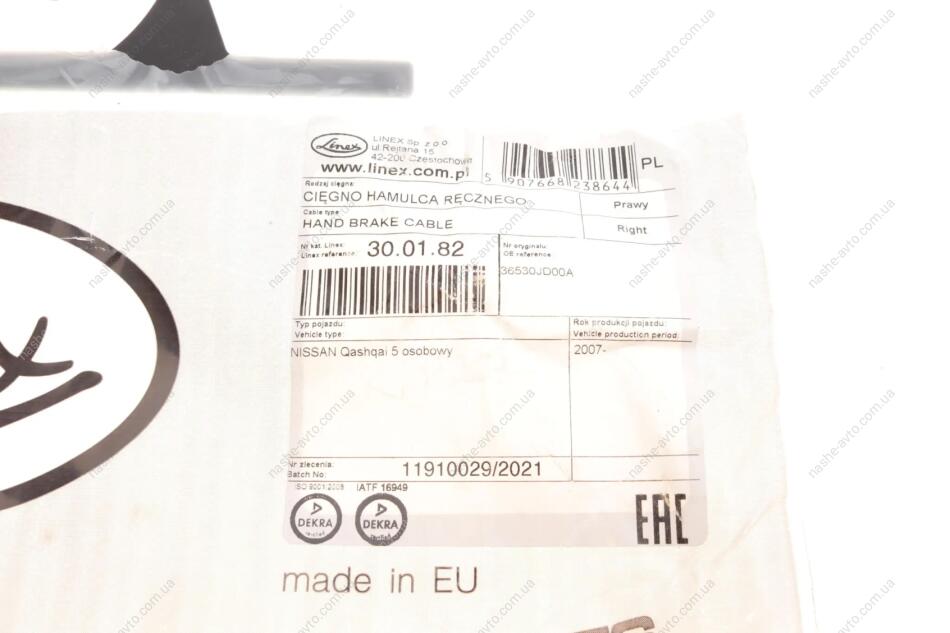 Linex
LINEX Sp. z o.o
ul.Rejtana 16
42-200 Częstochowa
www.linex.com.pl
5 907668 238644
PL
Rodzaj cięgna:
CIĘGNO HAMULCA RĘCZNEGO
Prawy
Cable type:
HAND BRAKE CABLE
Right
Nr kat. Linex:
Linex reference:
30.01.82
Nr oryginału:
OE reference
36530JD00A
Typ pojazdu:
Vehicle type:
Rok produkcji pojazdu:
Vehicle production period:
NISSAN Qashqai 5 osobowy
2007-
Nr zlecenia:
Batch No:
11910029/2021
ISO 9001:2008
IATF 16949
DEKRA
DEKRA
EAC
made in EU
nashe-avto.com.ua